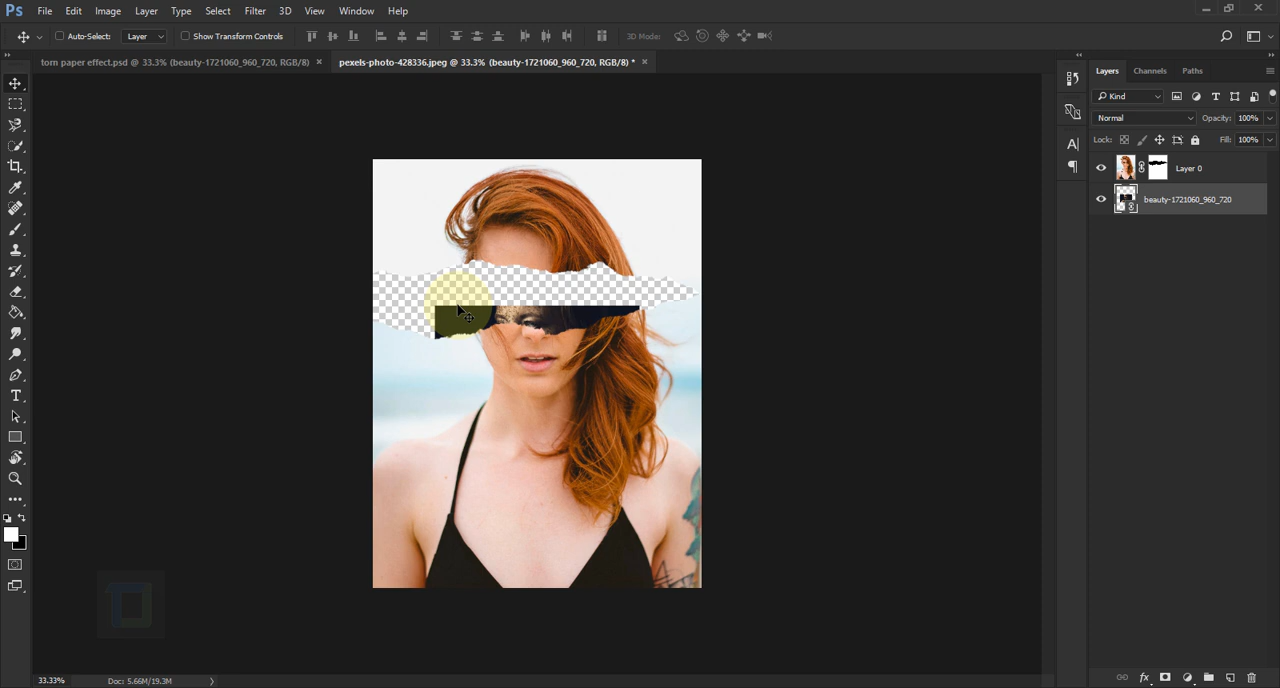 Ps File Edit Image Layer Type Select Filter 3D View Window Help
Auto-Select: Layer Show Transform Controls 3D Mode:
torn paper effect.psd @ 33.3% (beauty-1721060_960_720, RGB/8) × pexels-photo-428336.jpeg @ 33.3% (beauty-1721060_960_720, RGB/8) * ×
Layers Channels Paths
Kind
Normal Opacity: 100%
Lock: Fill: 100%
Layer 0
beauty-1721060_960_720
33.33% Doc: 5.66M/19.3M